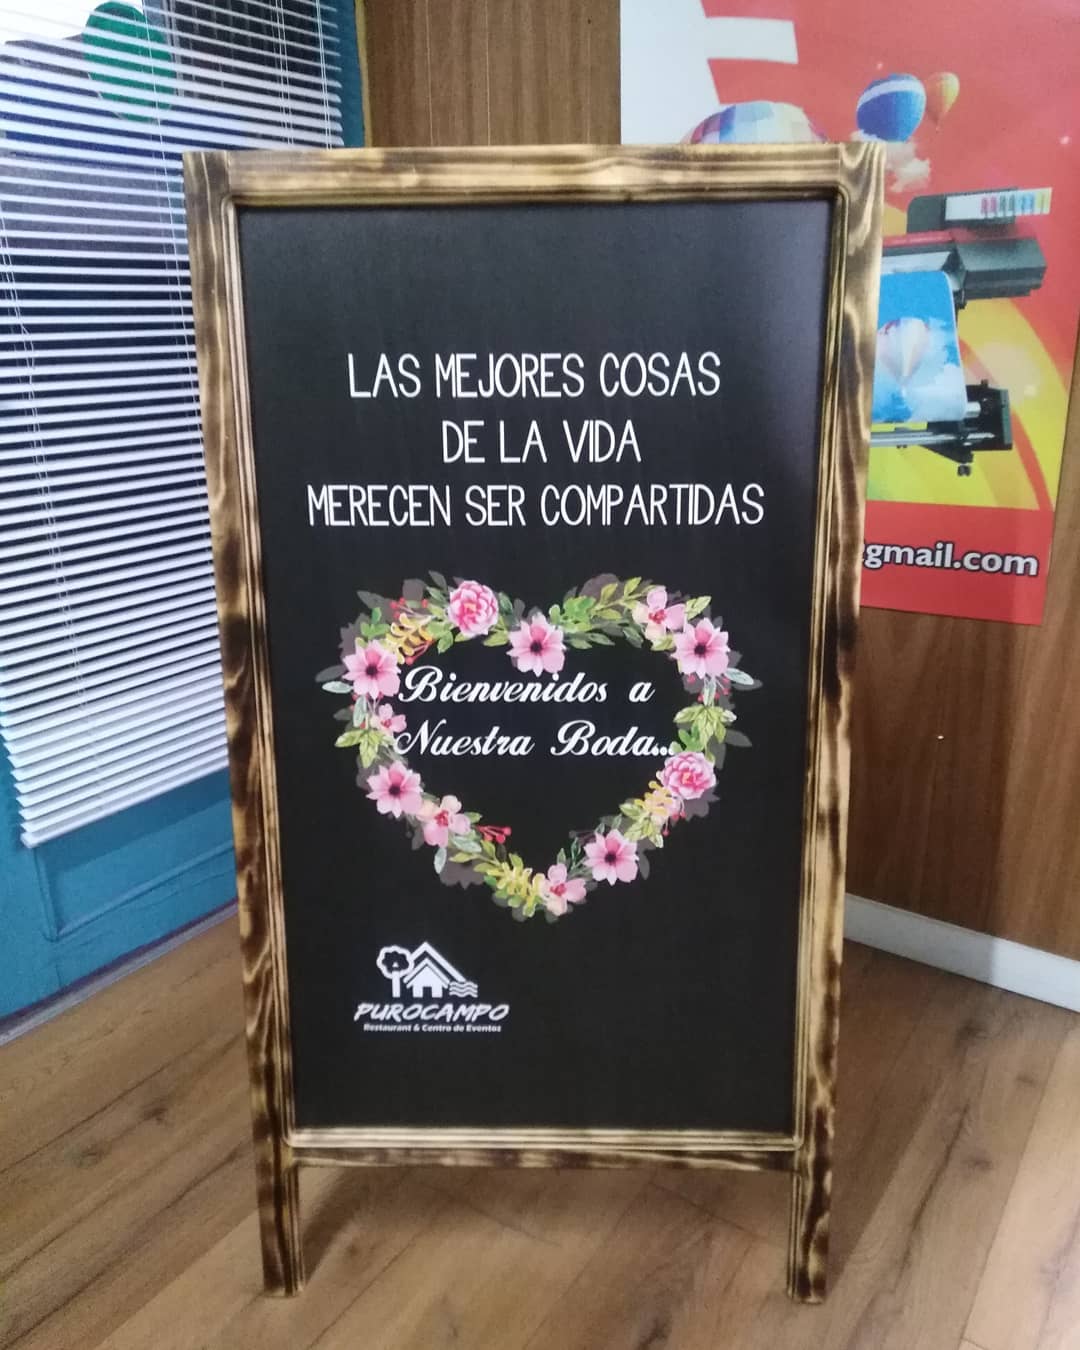 LAS MEJORES COSAS
DE LA VIDA
MERECEN SER COMPARTIDAS
Bienvenidos a
Nuestra Boda...
PUROCAMPO
Restaurant & Centro de Eventos
gmail.com